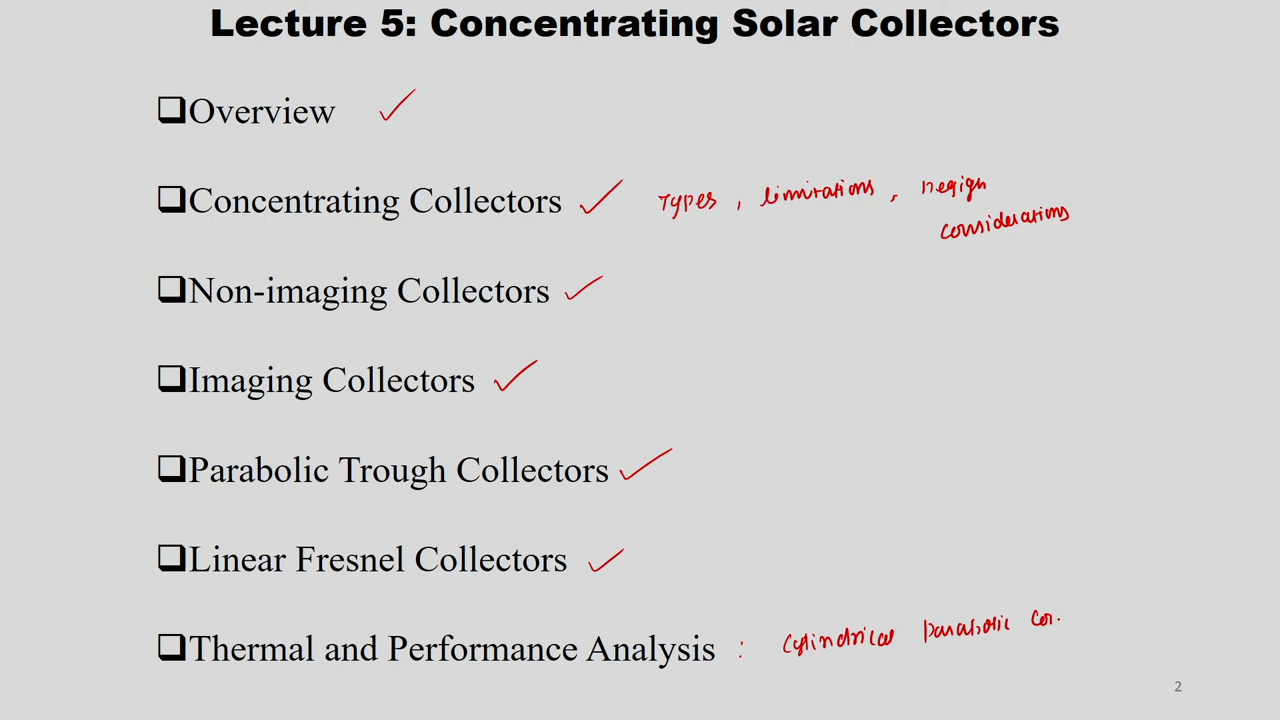 Lecture 5: Concentrating Solar Collectors
Overview
Concentrating Collectors Types, limitations, Design
considerations
Non-imaging Collectors
Imaging Collectors
Parabolic Trough Collectors
Linear Fresnel Collectors
Thermal and Performance Analysis : Cylindrical parabolic Con.
2